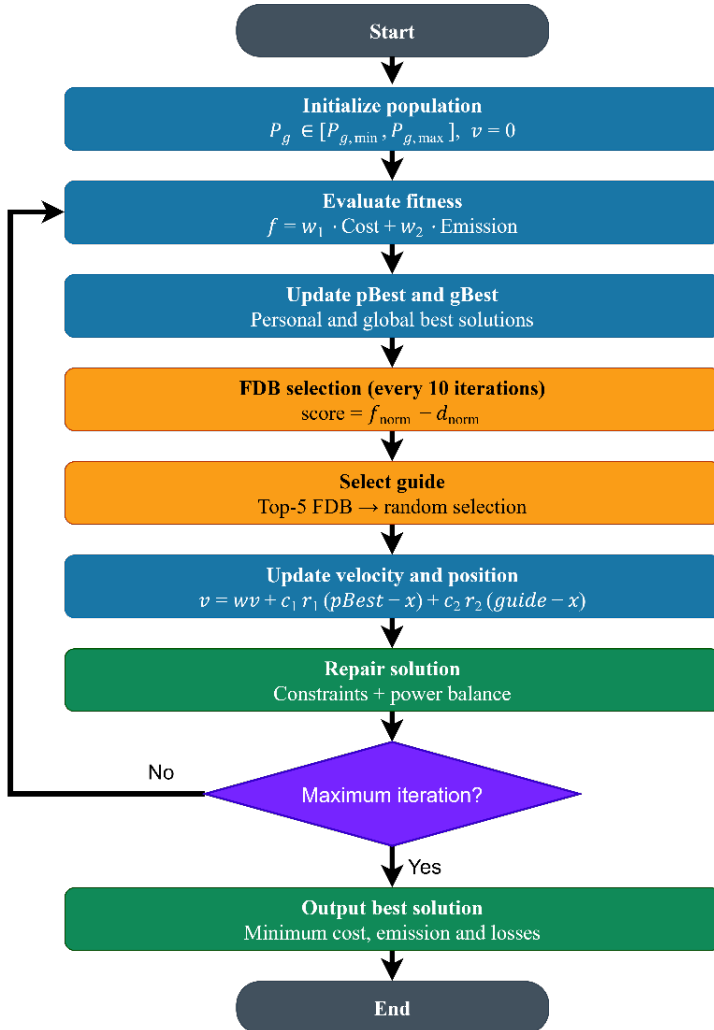 Start
Initialize population
P_g ∈ [P_{g,min}, P_{g,max}], v = 0
Evaluate fitness
f = w_1 · Cost + w_2 · Emission
Update pBest and gBest
Personal and global best solutions
FDB selection (every 10 iterations)
score = f_norm − d_norm
Select guide
Top-5 FDB → random selection
Update velocity and position
v = wv + c_1 r_1 (pBest − x) + c_2 r_2 (guide − x)
Repair solution
Constraints + power balance
No
Maximum iteration?
Yes
Output best solution
Minimum cost, emission and losses
End